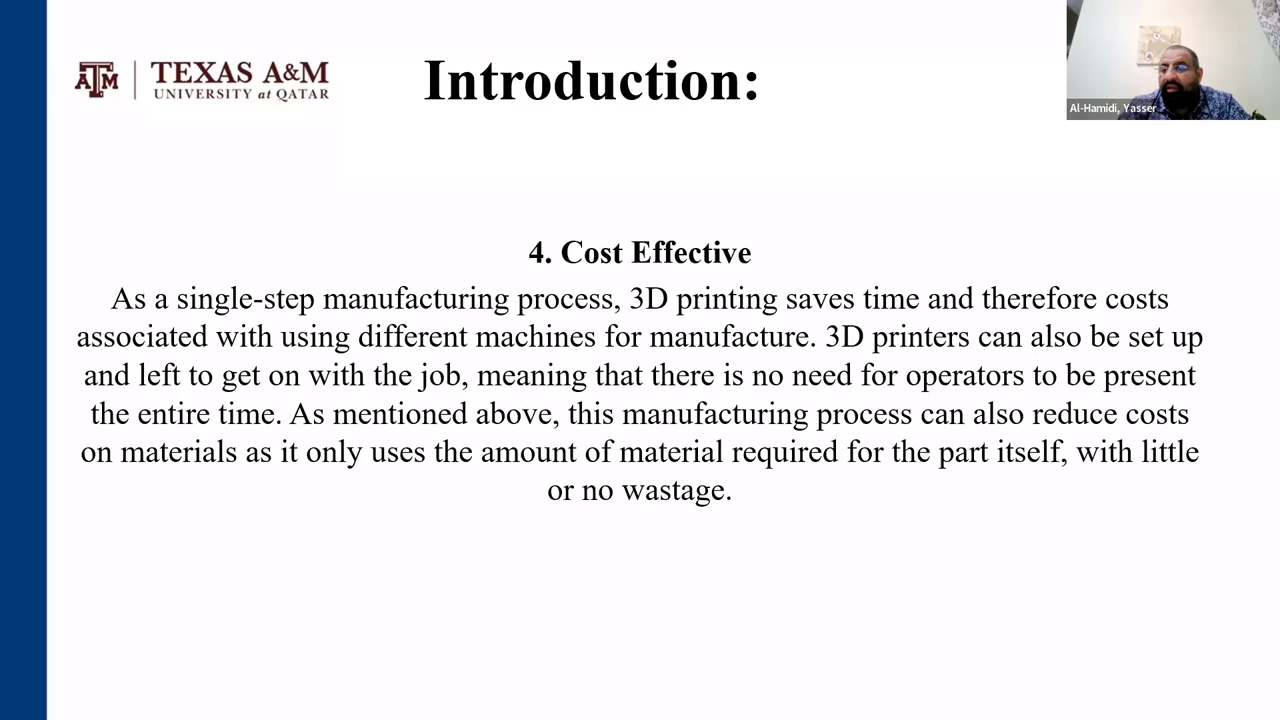 ATM
TEXAS A&M
UNIVERSITY at QATAR
Introduction:
Al-Hamidi, Yasser
4. Cost Effective
As a single-step manufacturing process, 3D printing saves time and therefore costs
associated with using different machines for manufacture. 3D printers can also be set up
and left to get on with the job, meaning that there is no need for operators to be present
the entire time. As mentioned above, this manufacturing process can also reduce costs
on materials as it only uses the amount of material required for the part itself, with little
or no wastage.